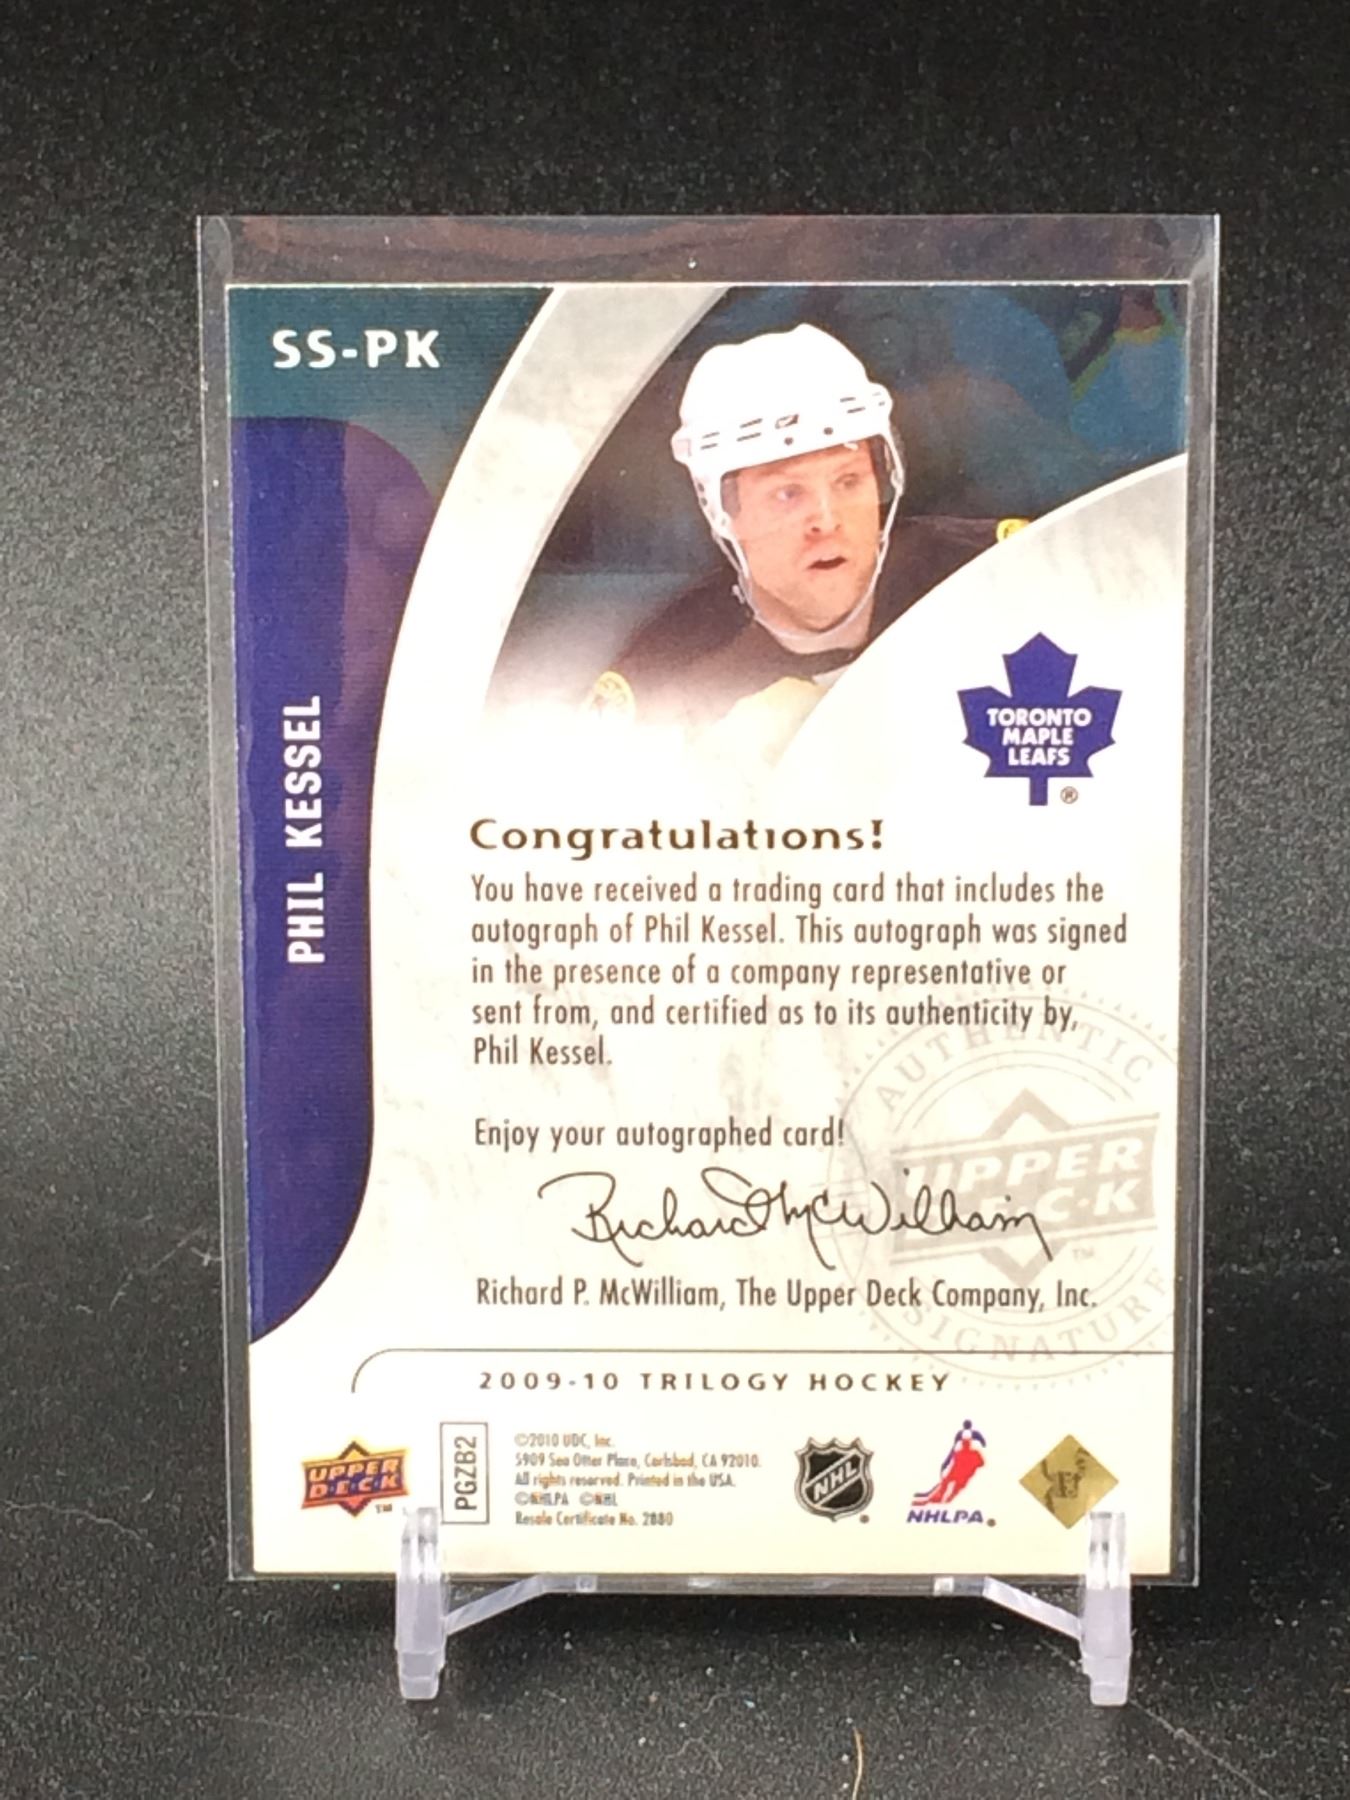 SS-PK
PHIL KESSEL
TORONTO
MAPLE
LEAFS
®
Congratulations!
You have received a trading card that includes the
autograph of Phil Kessel. This autograph was signed
in the presence of a company representative or
sent from, and certified as to its authenticity by,
Phil Kessel.
Enjoy your autographed card!
AUTHENTIC
UPPER
DECK
TM
SIGNATURE
Richard McWilliam
Richard P. McWilliam, The Upper Deck Company, Inc.
2009-10 TRILOGY HOCKEY
UPPER
D·E·C·K
TM
PGZB2
©2010 UDC, Inc.
5909 Sea Otter Place, Carlsbad, CA 92010.
All rights reserved. Printed in the USA.
©NHLPA ©NHL
Resale Certificate No. 2880
NHL
NHLPA